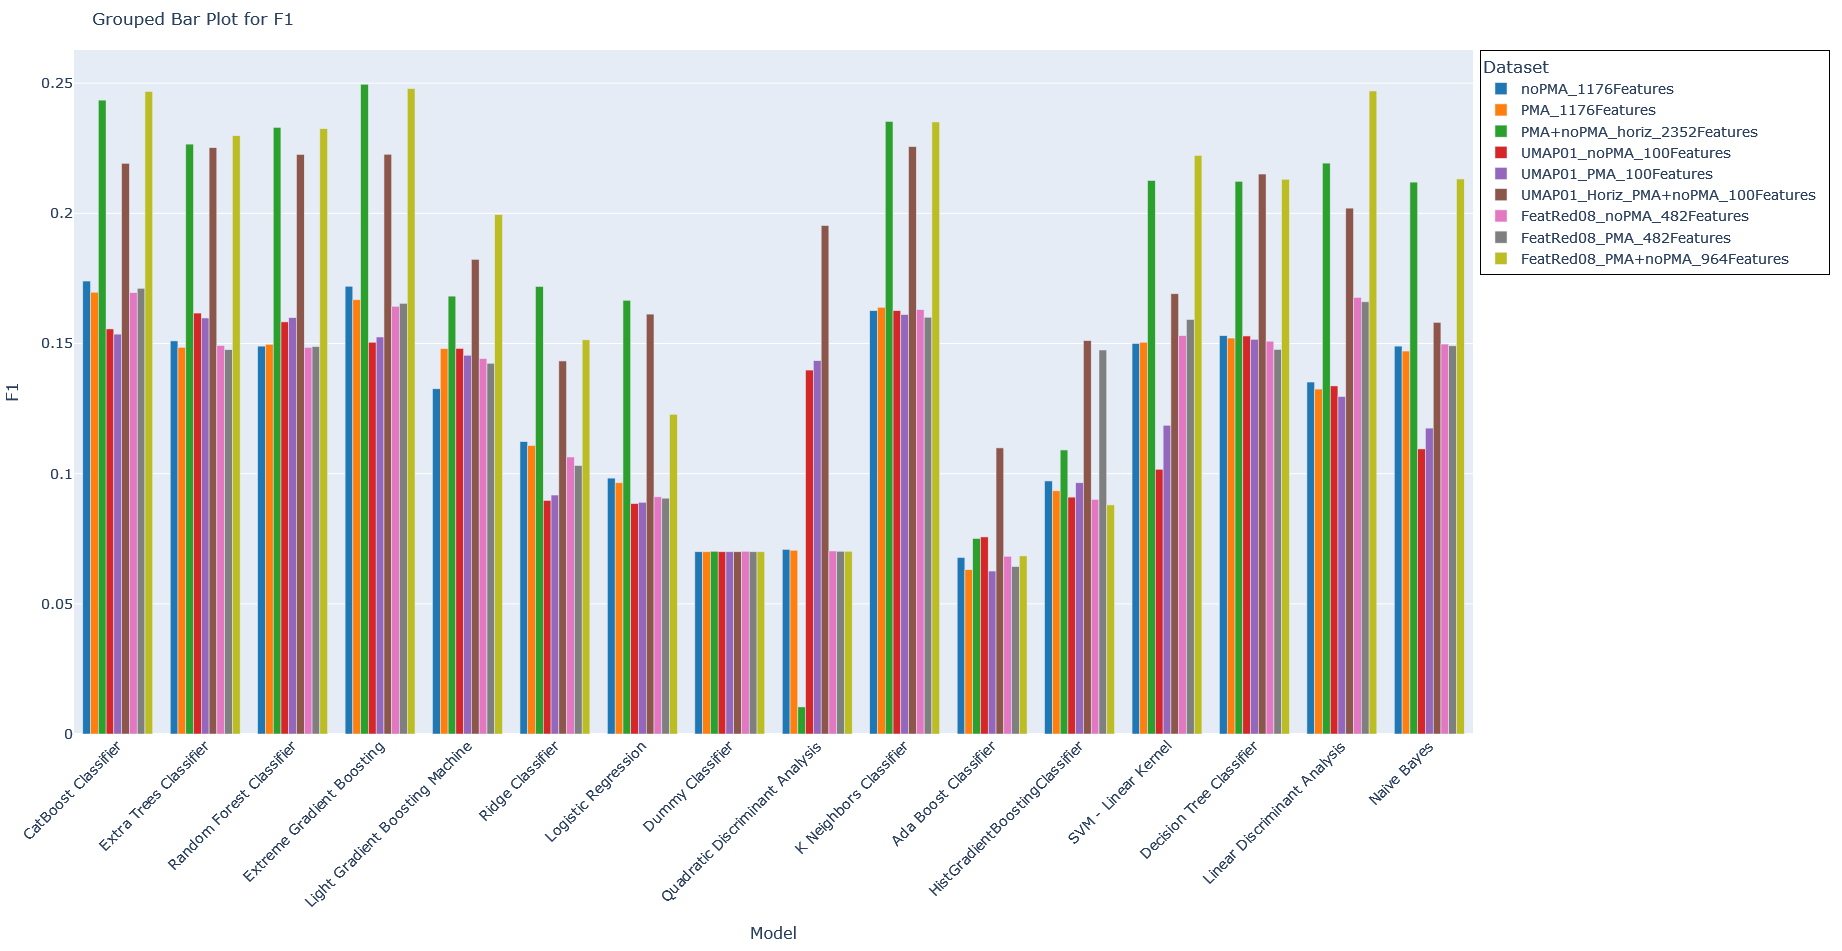 Grouped Bar Plot for F1
F1
0.25
0.2
0.15
0.1
0.05
0
CatBoost Classifier
Extra Trees Classifier
Random Forest Classifier
Extreme Gradient Boosting
Light Gradient Boosting Machine
Ridge Classifier
Logistic Regression
Dummy Classifier
Quadratic Discriminant Analysis
K Neighbors Classifier
Ada Boost Classifier
HistGradientBoostingClassifier
SVM - Linear Kernel
Decision Tree Classifier
Linear Discriminant Analysis
Naive Bayes
Model
Dataset
noPMA_1176Features
PMA_1176Features
PMA+noPMA_horiz_2352Features
UMAP01_noPMA_100Features
UMAP01_PMA_100Features
UMAP01_Horiz_PMA+noPMA_100Features
FeatRed08_noPMA_482Features
FeatRed08_PMA_482Features
FeatRed08_PMA+noPMA_964Features